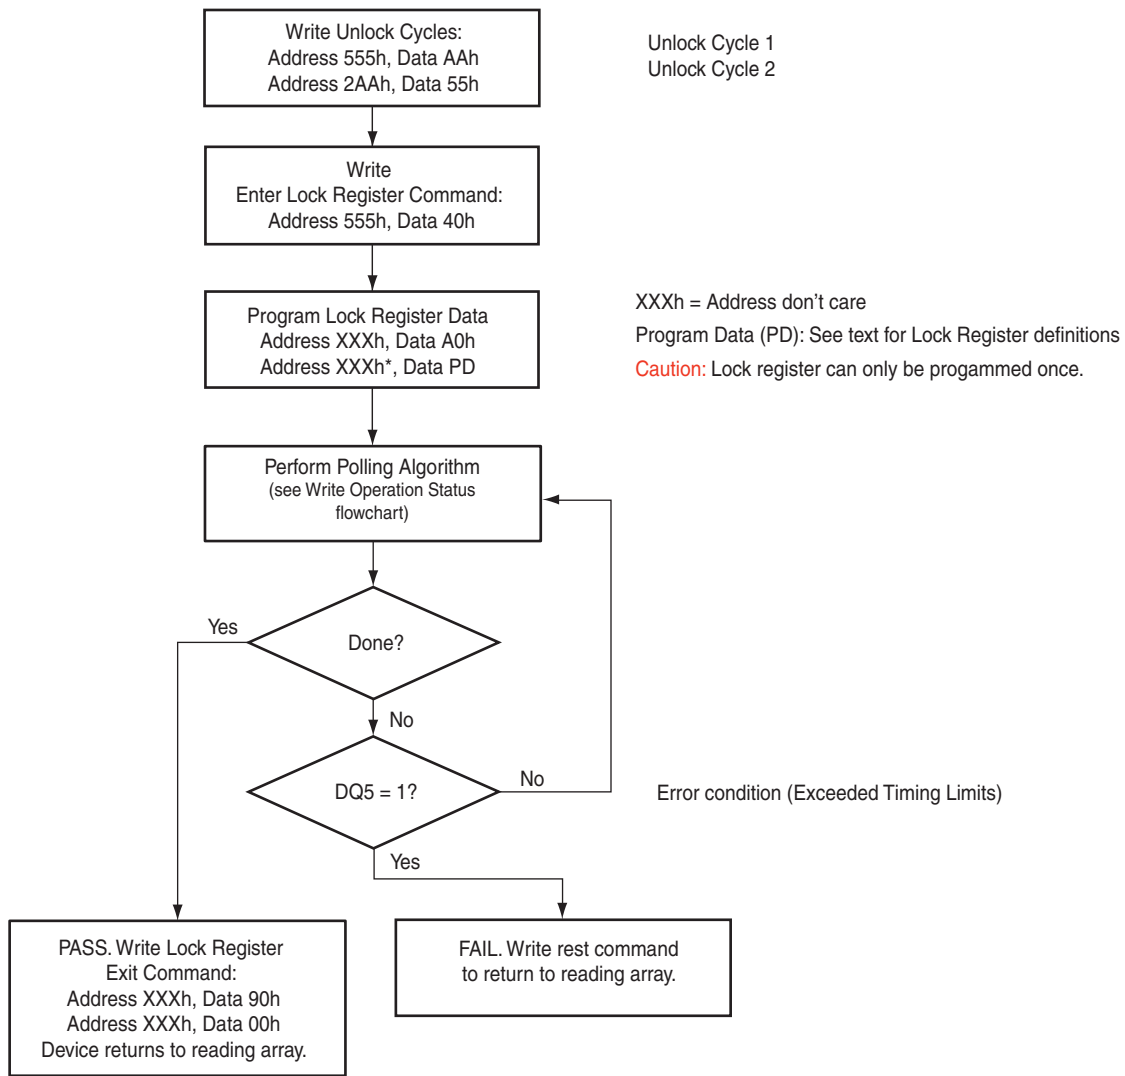 Write Unlock Cycles:
Address 555h, Data AAh
Address 2AAh, Data 55h
Unlock Cycle 1
Unlock Cycle 2
Write
Enter Lock Register Command:
Address 555h, Data 40h
Program Lock Register Data
Address XXXh, Data A0h
Address XXXh*, Data PD
XXXh = Address don't care
Program Data (PD): See text for Lock Register definitions
Caution: Lock register can only be progammed once.
Perform Polling Algorithm
(see Write Operation Status
flowchart)
Yes
Done?
No
DQ5 = 1?
No
Error condition (Exceeded Timing Limits)
Yes
PASS. Write Lock Register
Exit Command:
Address XXXh, Data 90h
Address XXXh, Data 00h
Device returns to reading array.
FAIL. Write rest command
to return to reading array.